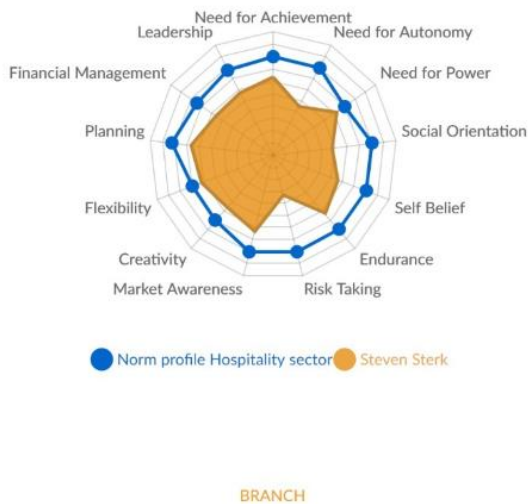 Need for Achievement
Leadership
Need for Autonomy
Financial Management
Need for Power
Planning
Social Orientation
Flexibility
Self Belief
Creativity
Endurance
Market Awareness
Risk Taking
Norm profile Hospitality sector
Steven Sterk
BRANCH